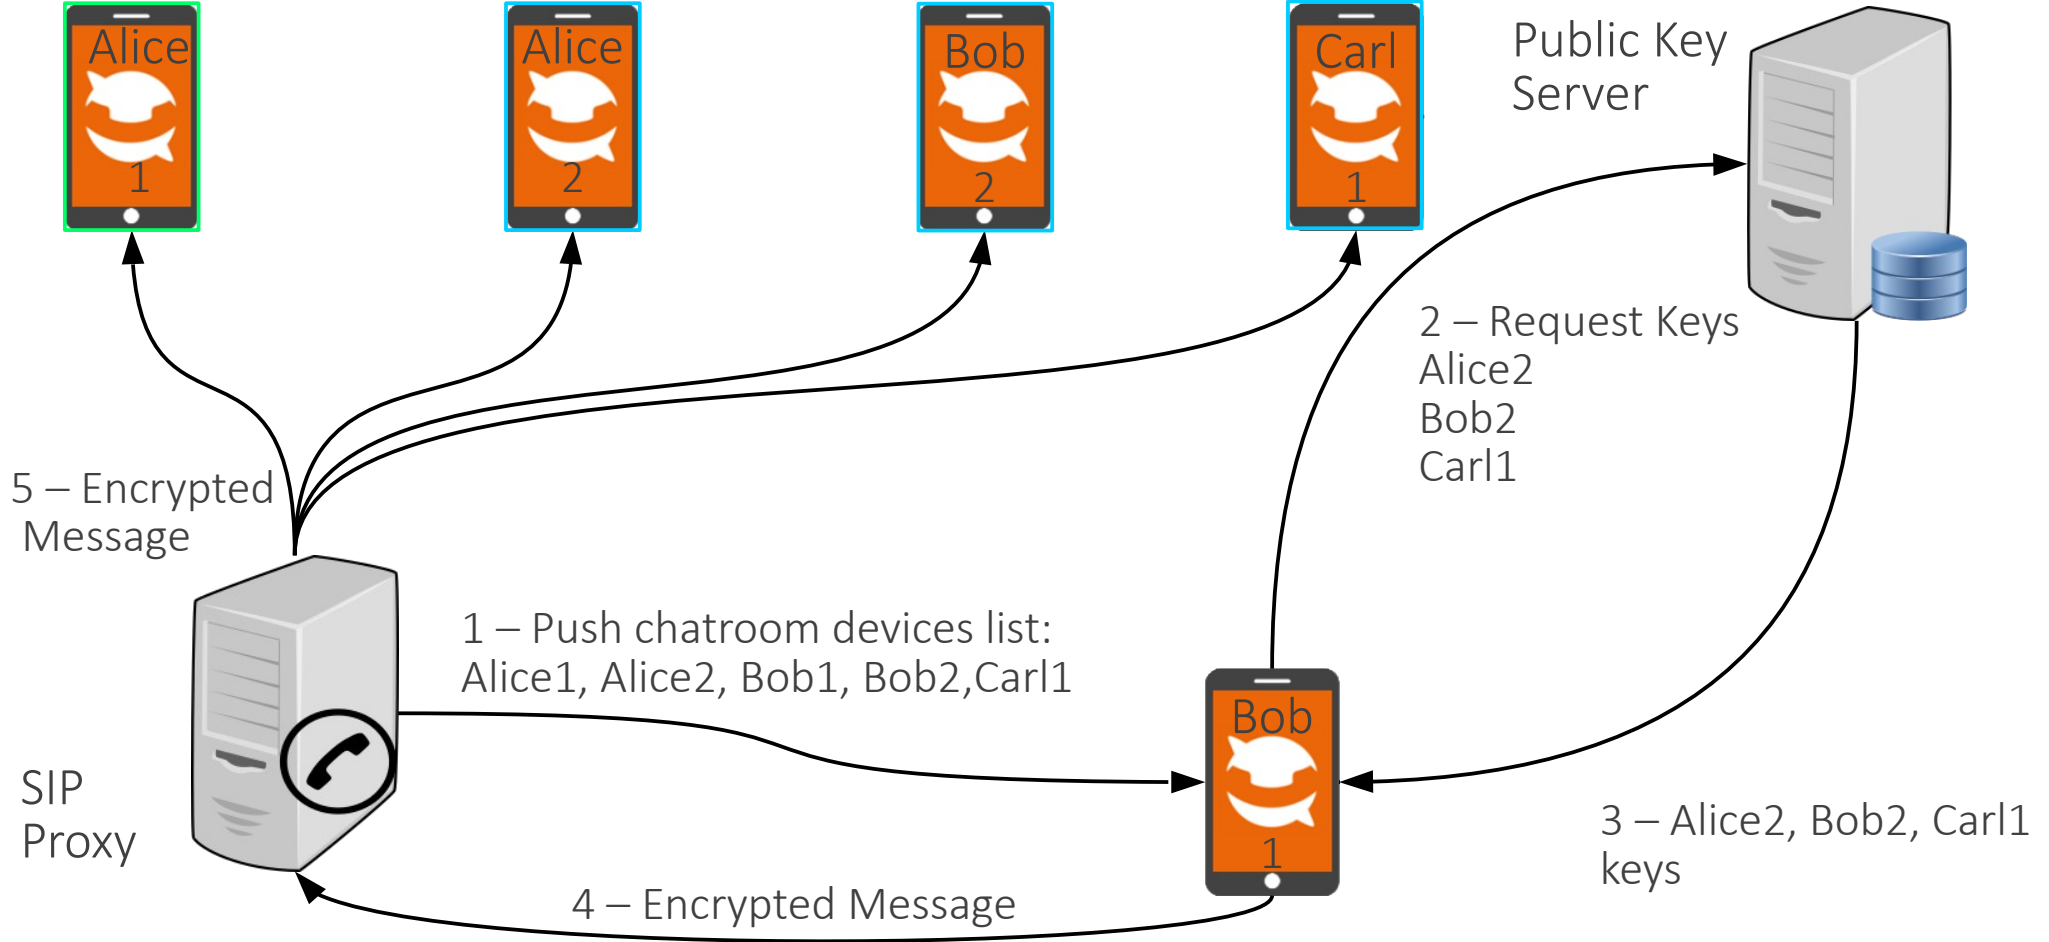 Alice
1
Alice
2
Bob
2
Carl
1
Public Key
Server
2 – Request Keys
Alice2
Bob2
Carl1
5 – Encrypted
Message
1 – Push chatroom devices list:
Alice1, Alice2, Bob1, Bob2,Carl1
Bob
1
SIP
Proxy
3 – Alice2, Bob2, Carl1
keys
4 – Encrypted Message